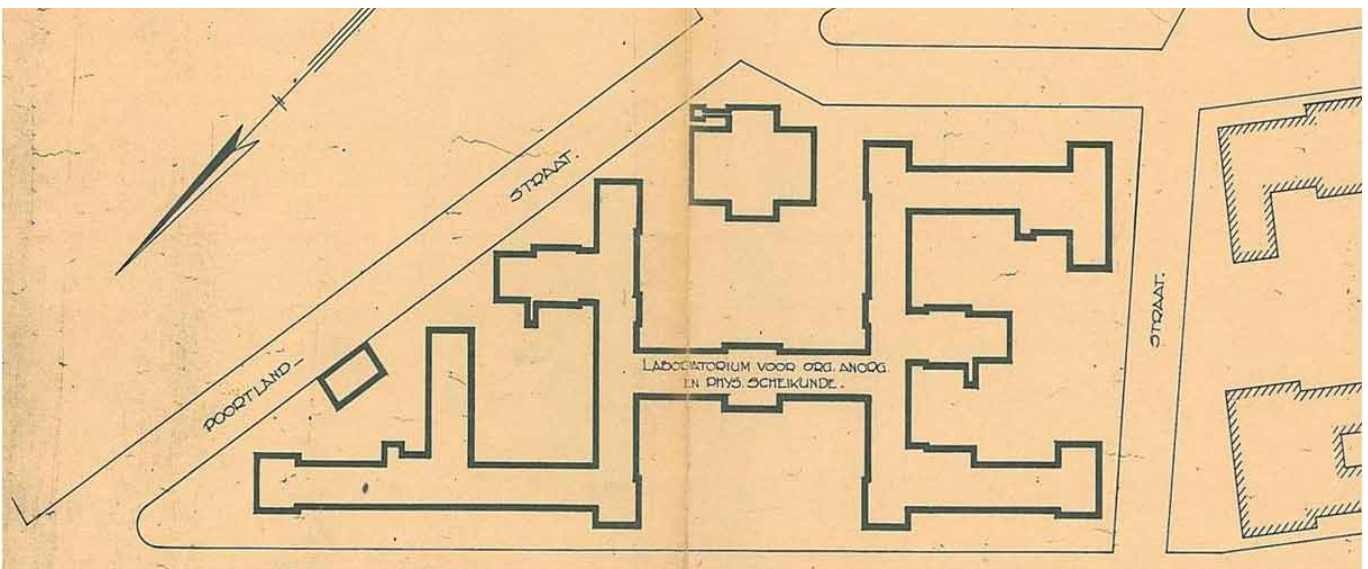 POORTLAND-
STRAAT.
LABORATORIUM VOOR ORG. ANORG.
EN PHYS. SCHEIKUNDE.
STRAAT.